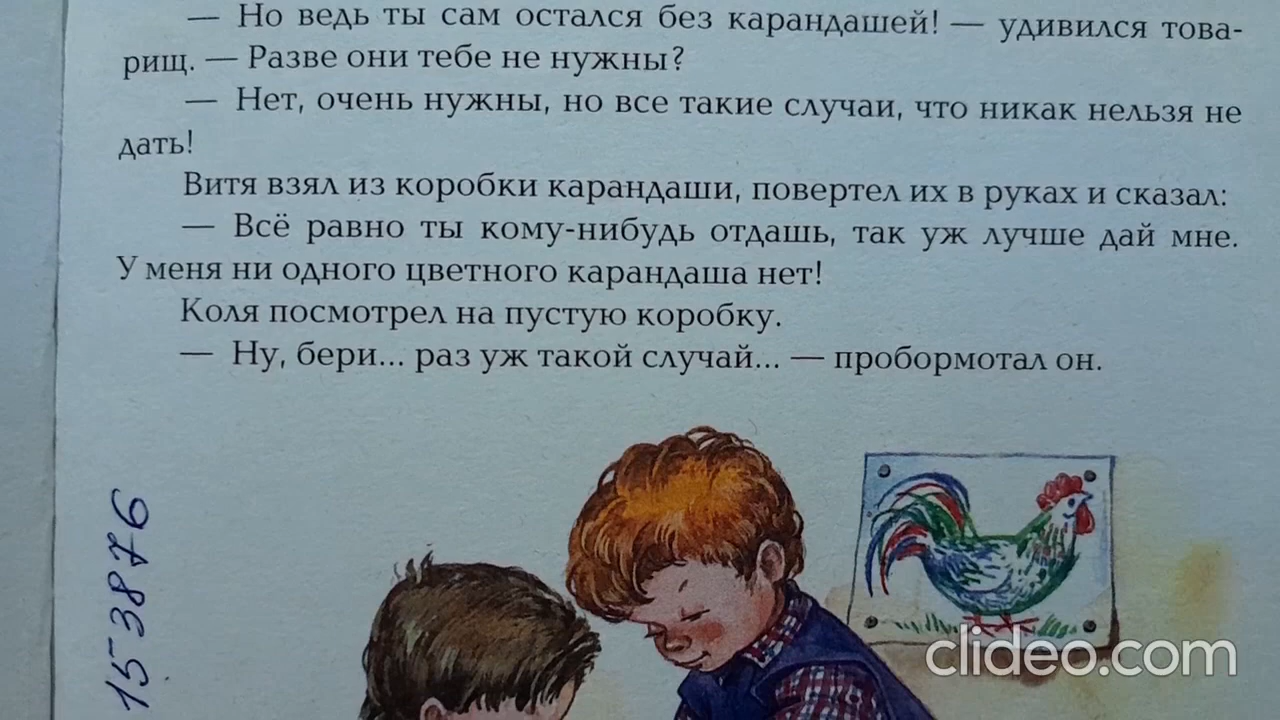 — Но ведь ты сам остался без карандашей! — удивился това-
рищ. — Разве они тебе не нужны?
— Нет, очень нужны, но все такие случаи, что никак нельзя не
дать!
Витя взял из коробки карандаши, повертел их в руках и сказал:
— Всё равно ты кому-нибудь отдашь, так уж лучше дай мне.
У меня ни одного цветного карандаша нет!
Коля посмотрел на пустую коробку.
— Ну, бери... раз уж такой случай... — пробормотал он.
15-3876
clideo.com